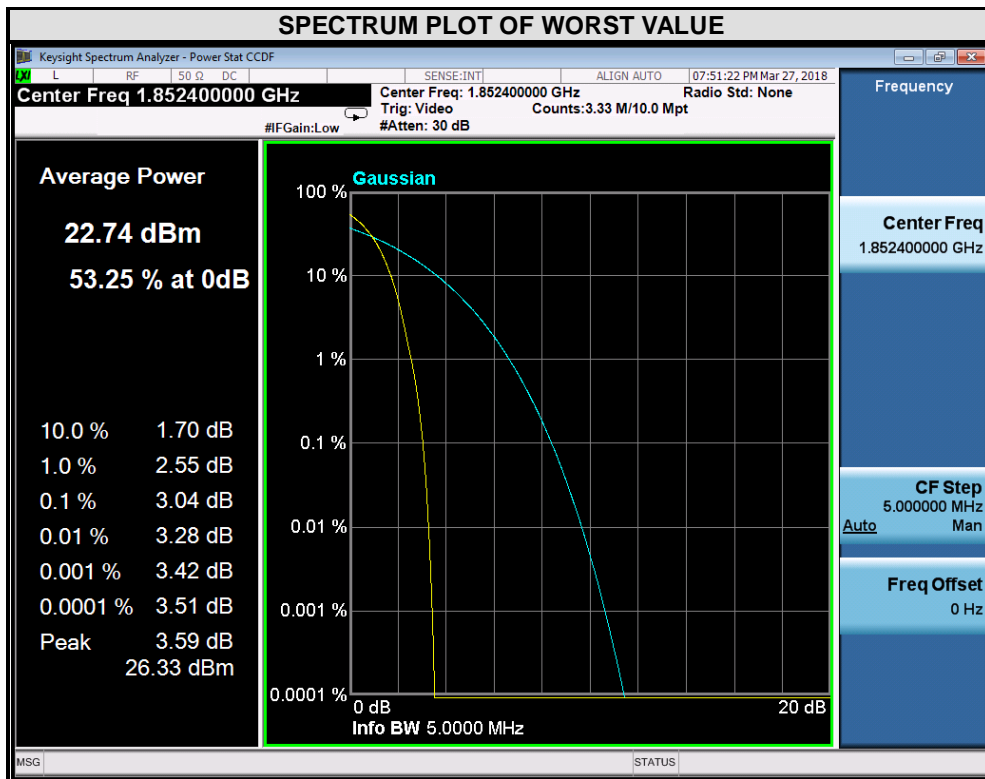 SPECTRUM PLOT OF WORST VALUE
Keysight Spectrum Analyzer - Power Stat CCDF
LXI L RF 50 Ω DC SENSE:INT ALIGN AUTO 07:51:22 PM Mar 27, 2018
Center Freq 1.852400000 GHz
Center Freq: 1.852400000 GHz Radio Std: None
Trig: Video Counts:3.33 M/10.0 Mpt
#IFGain:Low #Atten: 30 dB
Frequency
Average Power
22.74 dBm
53.25 % at 0dB
10.0 % 1.70 dB
1.0 % 2.55 dB
0.1 % 3.04 dB
0.01 % 3.28 dB
0.001 % 3.42 dB
0.0001 % 3.51 dB
Peak 3.59 dB
26.33 dBm
Gaussian
100 %
10 %
1 %
0.1 %
0.01 %
0.001 %
0.0001 %
0 dB 20 dB
Info BW 5.0000 MHz
Center Freq
1.852400000 GHz
CF Step
5.000000 MHz
Auto Man
Freq Offset
0 Hz
MSG STATUS